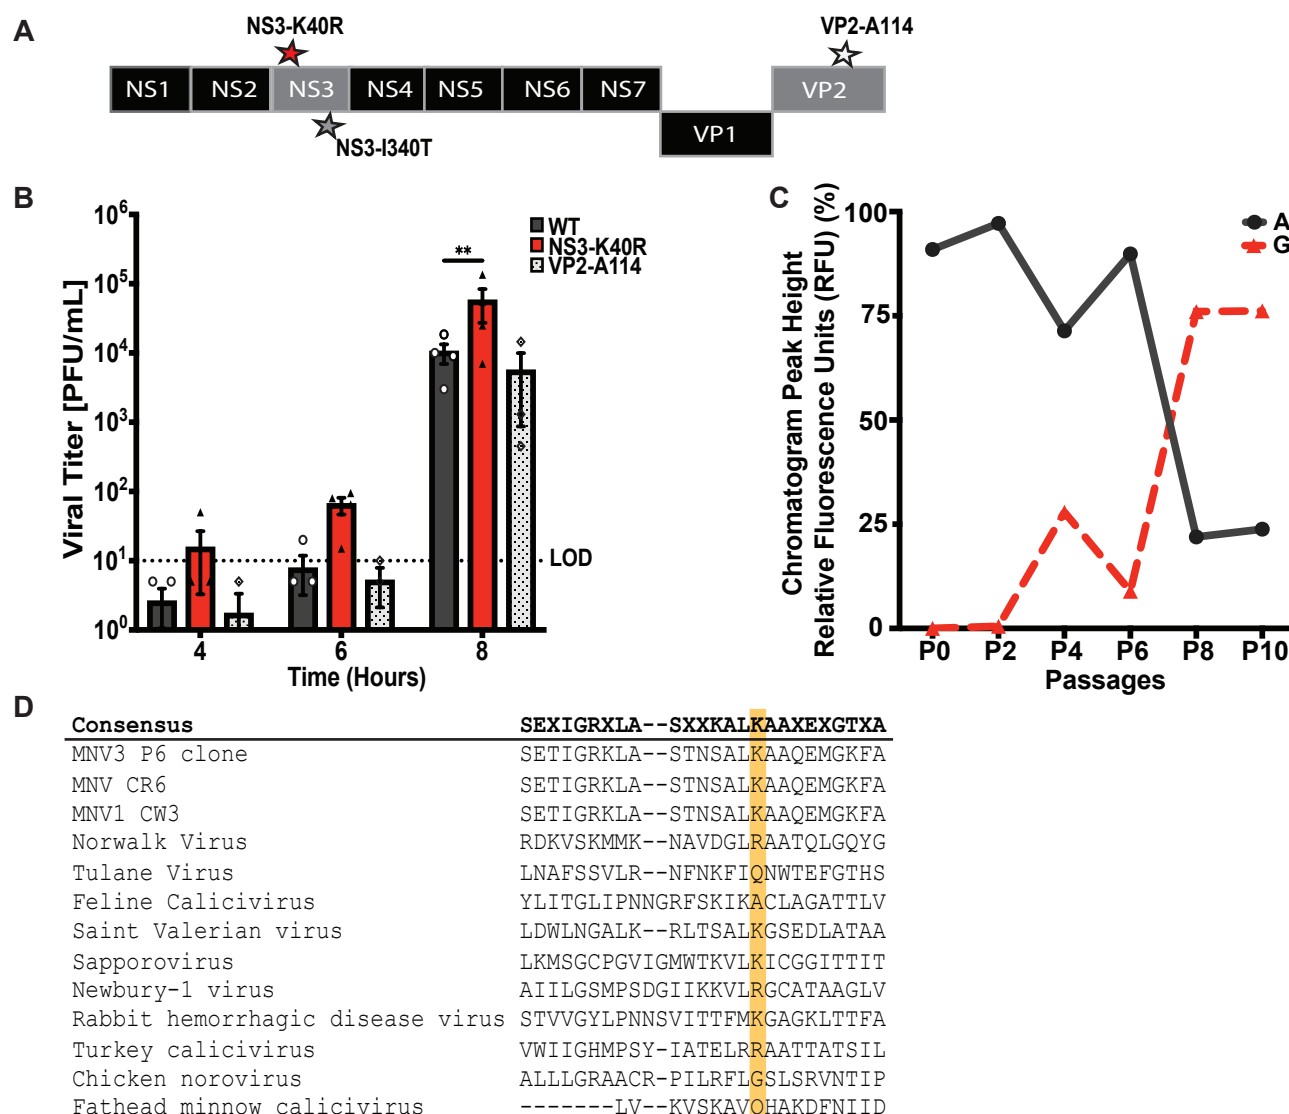 A
NS3-K40R
VP2-A114
NS1 NS2 NS3 NS4 NS5 NS6 NS7 VP2
VP1
NS3-I340T
B
Viral Titer [PFU/mL]
10^6
10^5
10^4
10^3
10^2
10^1
10^0
WT
NS3-K40R
VP2-A114
**
LOD
4 6 8
Time (Hours)
C
Chromatogram Peak Height
Relative Fluorescence Units (RFU) (%)
100
75
50
25
0
A
G
P0 P2 P4 P6 P8 P10
Passages
D
Consensus SEXIGRXLA--SXXKALKAAXEXGTXA
MNV3 P6 clone SETIGRKLA--STNSALKAAQEMGKFA
MNV CR6 SETIGRKLA--STNSALKAAQEMGKFA
MNV1 CW3 SETIGRKLA--STNSALKAAQEMGKFA
Norwalk Virus RDKVSKMMK--NAVDGLRAATQLGQYG
Tulane Virus LNAFSSVLR--NFNKFIQNWTEFGTHS
Feline Calicivirus YLITGLIPNNGRFSKIKACLAGATTLV
Saint Valerian virus LDWLNGALK--RLTSALKGSEDLATAA
Sapporovirus LKMSGCPGVIGMWTKVLKICGGITTIT
Newbury-1 virus AIILGSMPSDGIIKKVLRGCATAAGLV
Rabbit hemorrhagic disease virus STVVGYLPNNSVITTFMKGAGKLTTFA
Turkey calicivirus VWIIGHMPSY-IATELRRAATTATSIL
Chicken norovirus ALLLGRAACR-PILRFLGSLSRVNTIP
Fathead minnow calicivirus -------LV--KVSKAVQHAKDFNIID